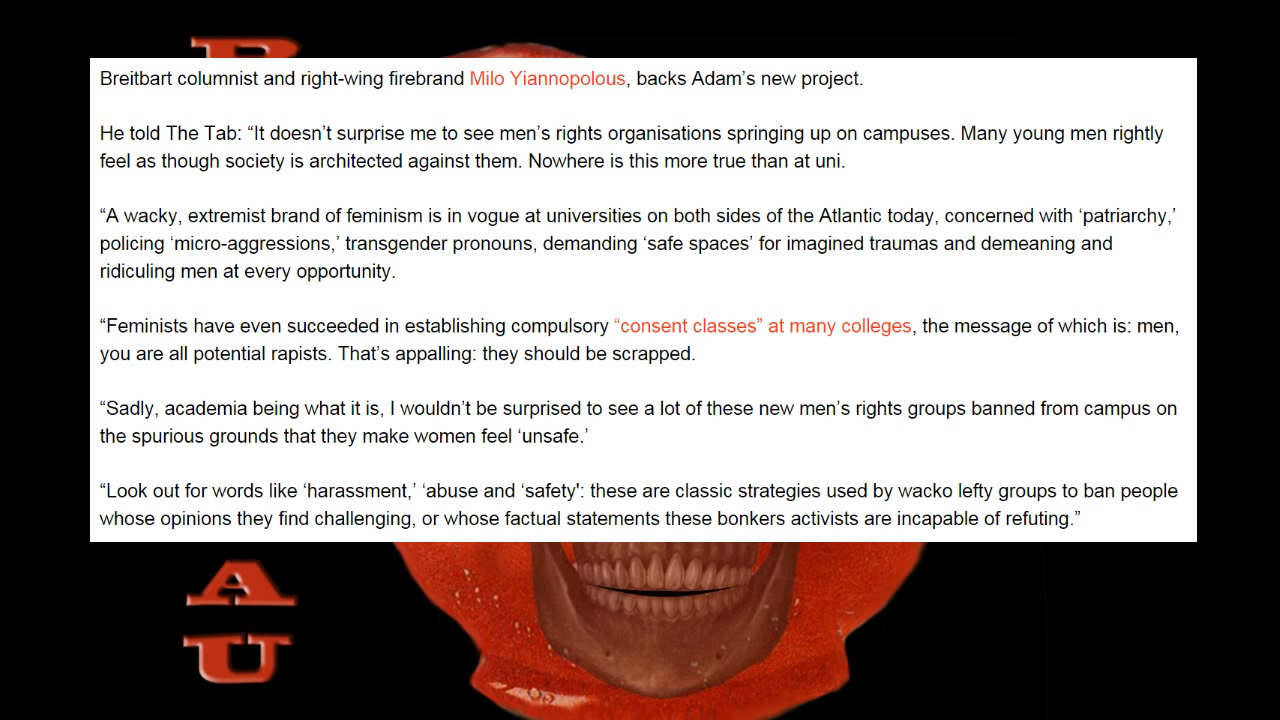 Breitbart columnist and right-wing firebrand Milo Yiannopolous, backs Adam’s new project.
He told The Tab: “It doesn’t surprise me to see men’s rights organisations springing up on campuses. Many young men rightly
feel as though society is architected against them. Nowhere is this more true than at uni.
“A wacky, extremist brand of feminism is in vogue at universities on both sides of the Atlantic today, concerned with ‘patriarchy,’
policing ‘micro-aggressions,’ transgender pronouns, demanding ‘safe spaces’ for imagined traumas and demeaning and
ridiculing men at every opportunity.
“Feminists have even succeeded in establishing compulsory “consent classes” at many colleges, the message of which is: men,
you are all potential rapists. That’s appalling: they should be scrapped.
“Sadly, academia being what it is, I wouldn’t be surprised to see a lot of these new men’s rights groups banned from campus on
the spurious grounds that they make women feel ‘unsafe.’
“Look out for words like ‘harassment,’ ‘abuse and ‘safety': these are classic strategies used by wacko lefty groups to ban people
whose opinions they find challenging, or whose factual statements these bonkers activists are incapable of refuting.”
A
U